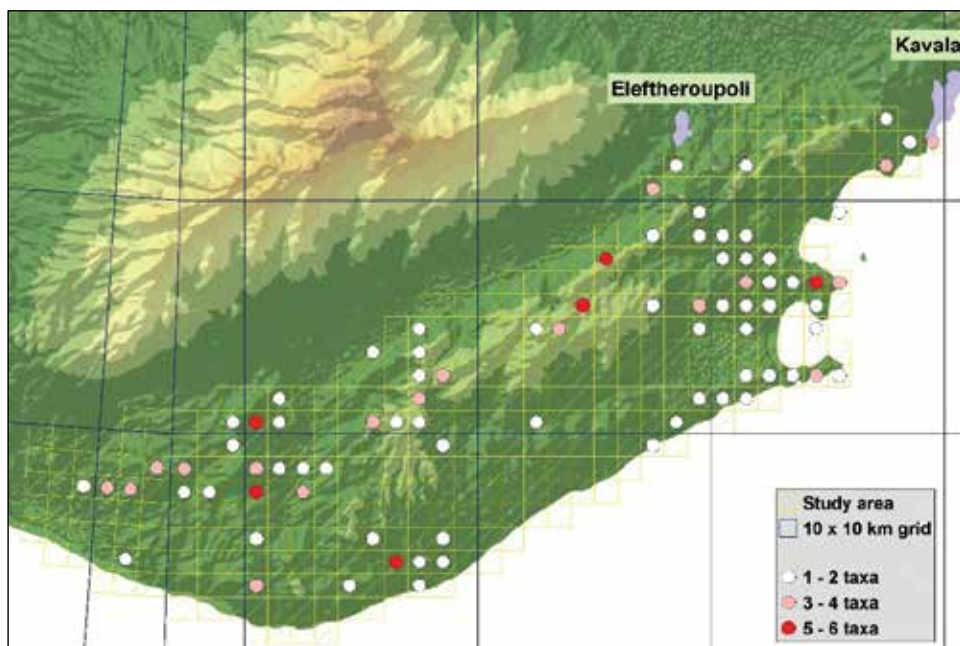 Kavala
Eleftheroupoli
Study area
10 x 10 km grid
1 - 2 taxa
3 - 4 taxa
5 - 6 taxa